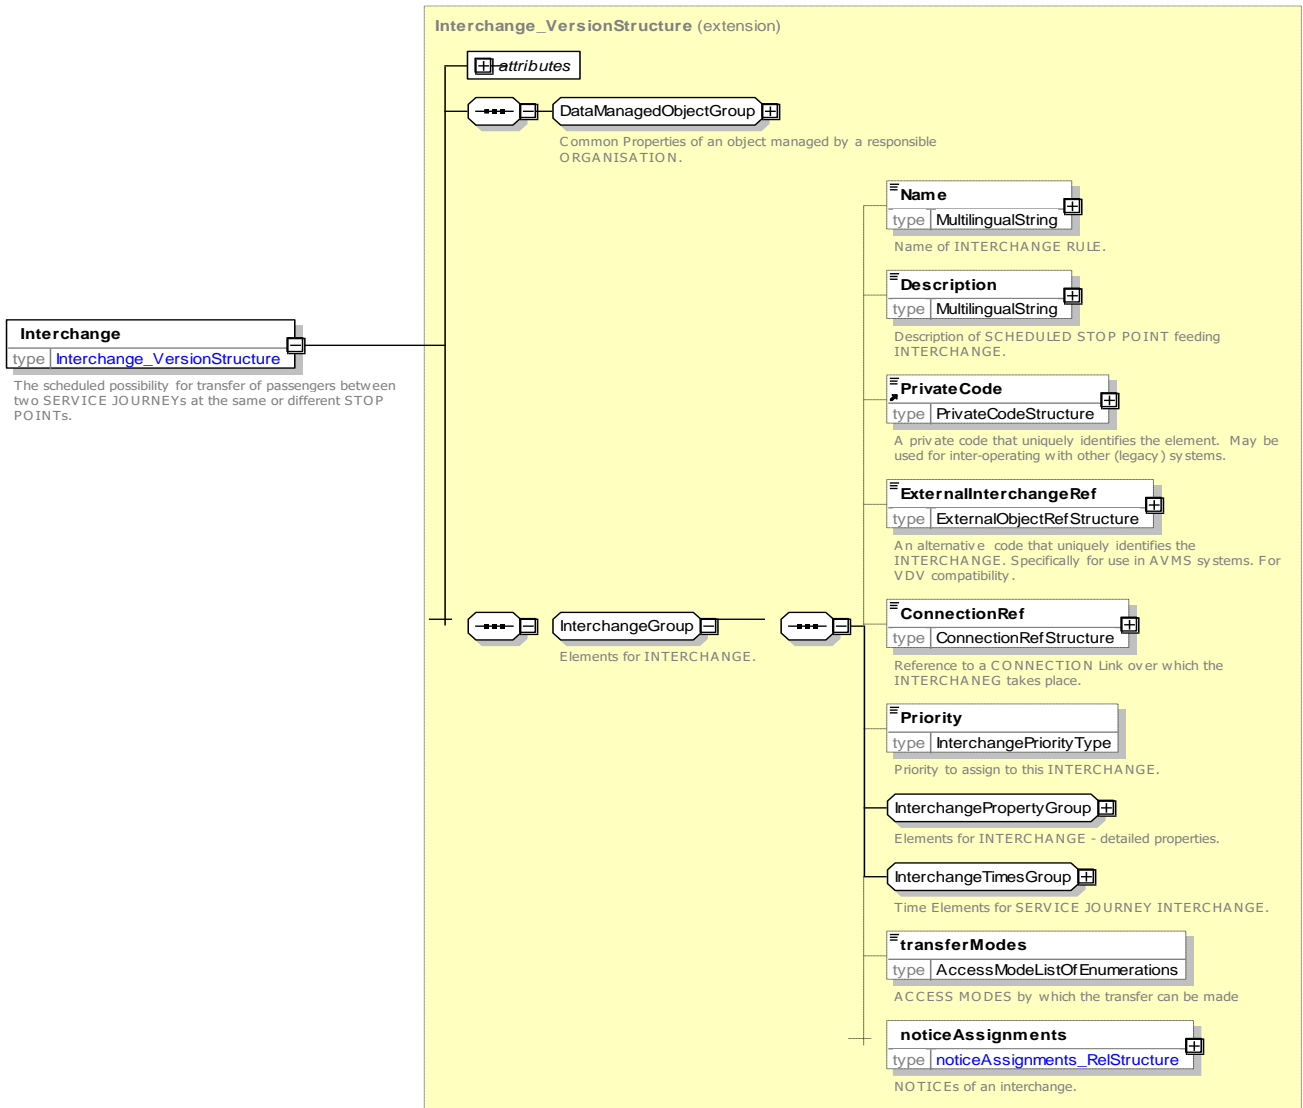 Interchange_VersionStructure (extension)
attributes
DataManagedObjectGroup
Common Properties of an object managed by a responsible
ORGANISATION.
Name
type MultilingualString
Name of INTERCHANGE RULE.
Description
type MultilingualString
Description of SCHEDULED STOP POINT feeding
INTERCHANGE.
Interchange
type Interchange_VersionStructure
The scheduled possibility for transfer of passengers between
two SERVICE JOURNEYs at the same or different STOP
POINTs.
PrivateCode
type PrivateCodeStructure
A private code that uniquely identifies the element. May be
used for inter-operating with other (legacy) systems.
ExternalInterchangeRef
type ExternalObjectRefStructure
An alternative code that uniquely identifies the
INTERCHANGE. Specifically for use in AVMS systems. For
VDV compatibility.
InterchangeGroup
Elements for INTERCHANGE.
ConnectionRef
type ConnectionRefStructure
Reference to a CONNECTION Link over which the
INTERCHANEG takes place.
Priority
type InterchangePriorityType
Priority to assign to this INTERCHANGE.
InterchangePropertyGroup
Elements for INTERCHANGE - detailed properties.
InterchangeTimesGroup
Time Elements for SERVICE JOURNEY INTERCHANGE.
transferModes
type AccessModeListOfEnumerations
ACCESS MODES by which the transfer can be made
noticeAssignments
type noticeAssignments_RelStructure
NOTICEs of an interchange.